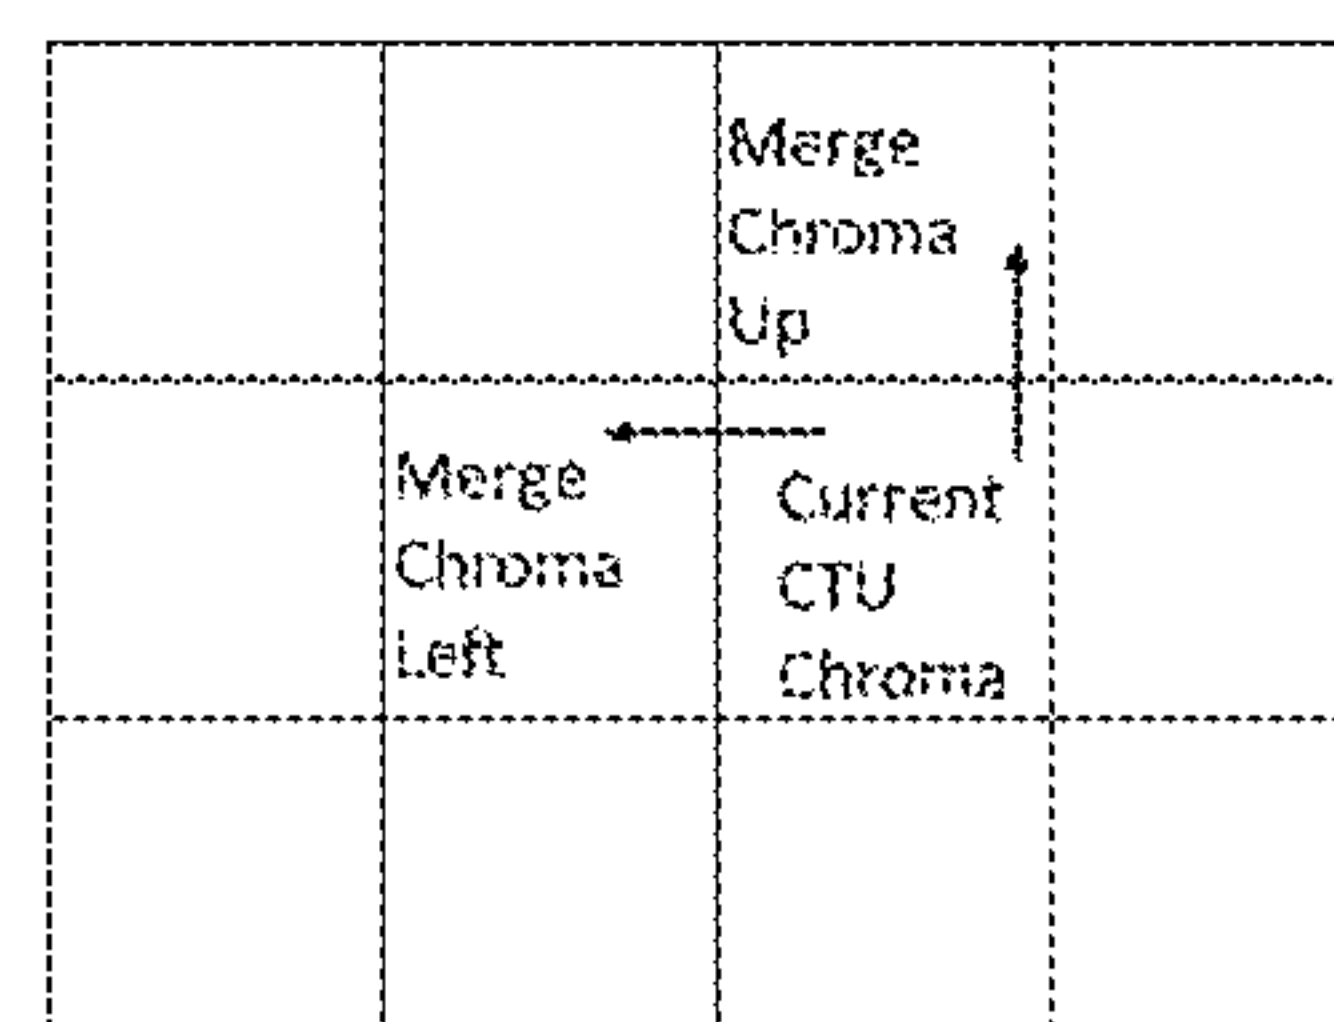 Merge
Chroma
Up
Merge
Chroma
Left
Current
CTU
Chroma